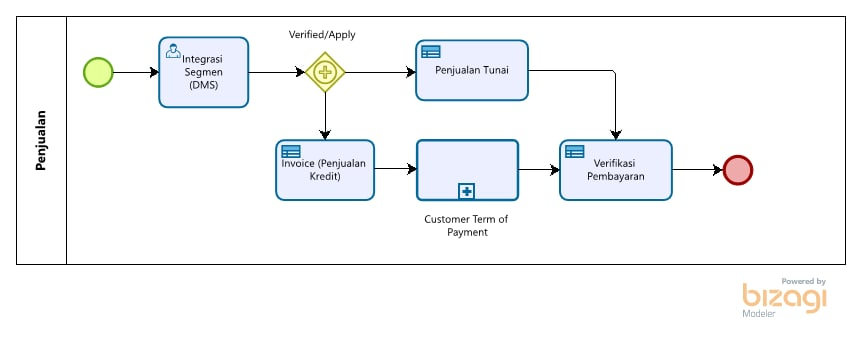 Penjualan
Verified/Apply
Integrasi
Segmen
(DMS)
Penjualan Tunai
Invoice (Penjualan
Kredit)
Customer Term of
Payment
Verifikasi
Pembayaran
Powered by
bizagi
Modeler